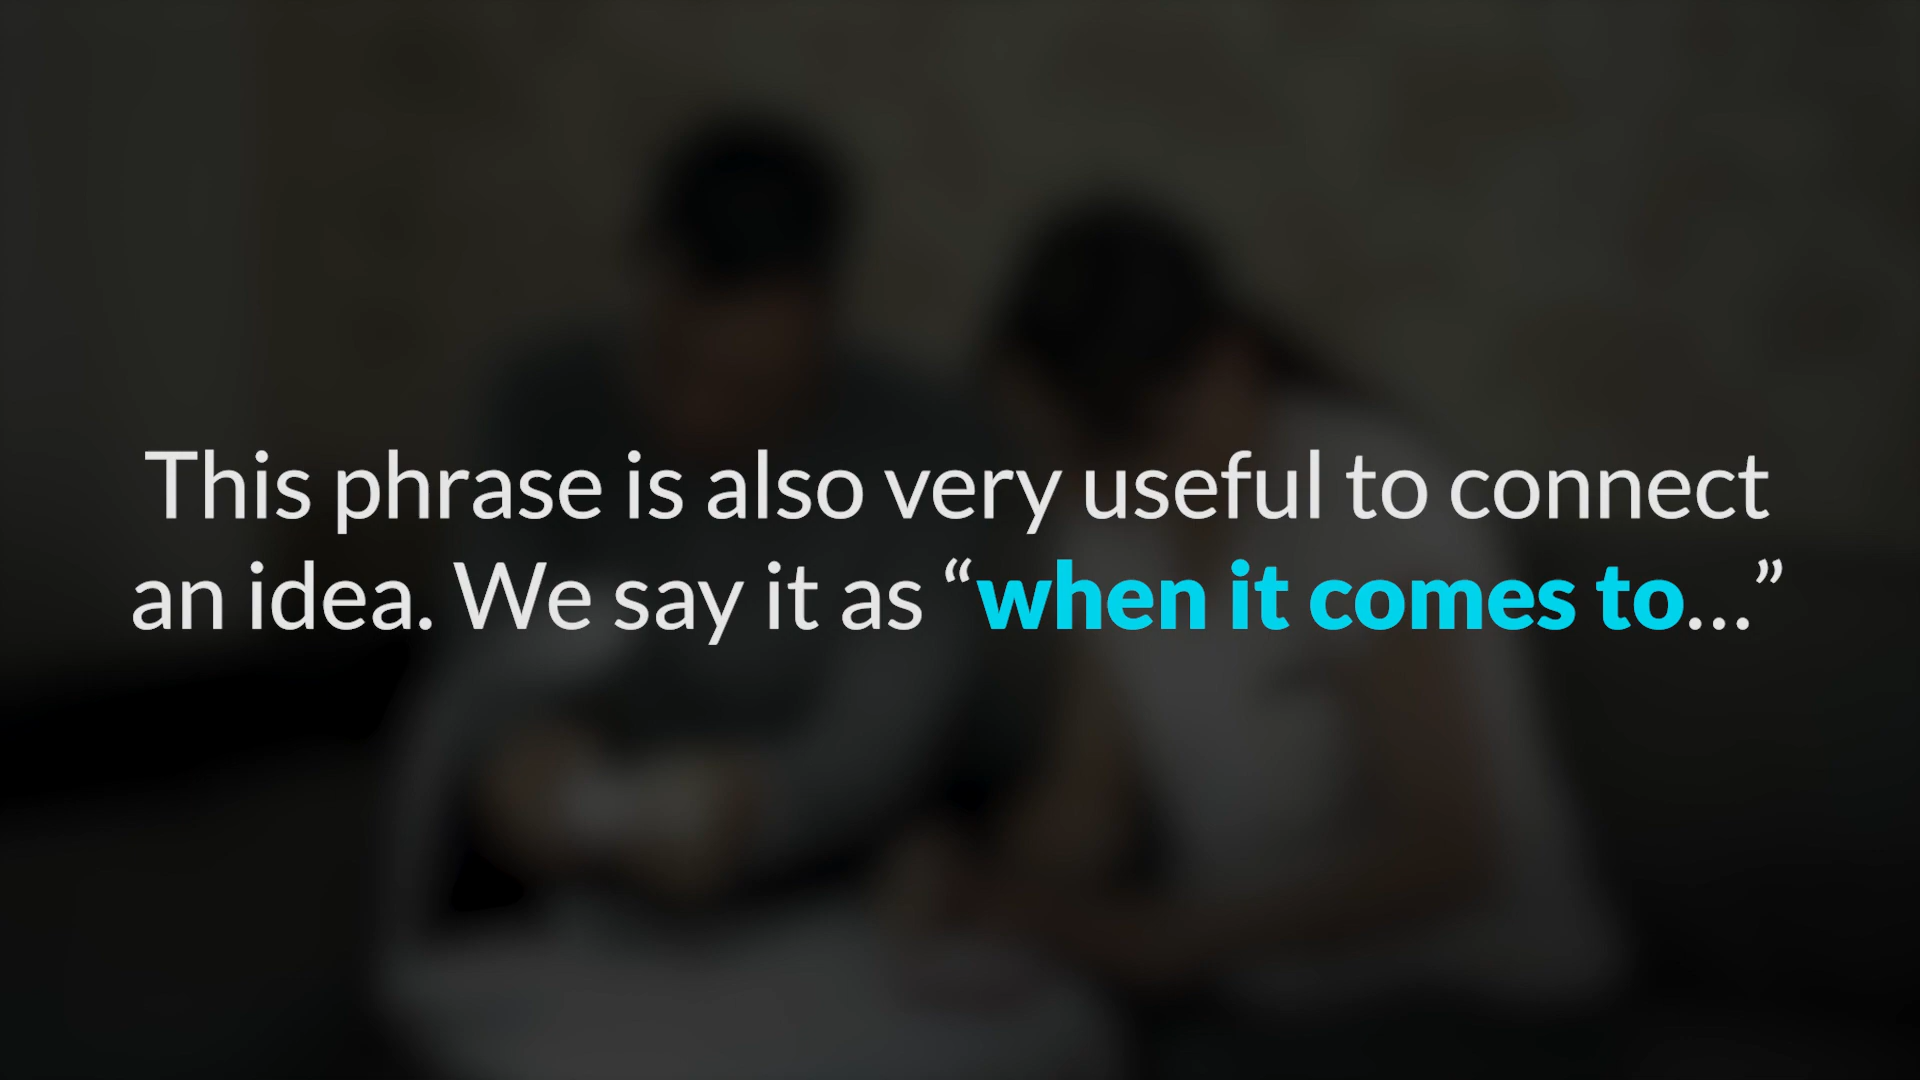 This phrase is also very useful to connect
an idea. We say it as “when it comes to...”